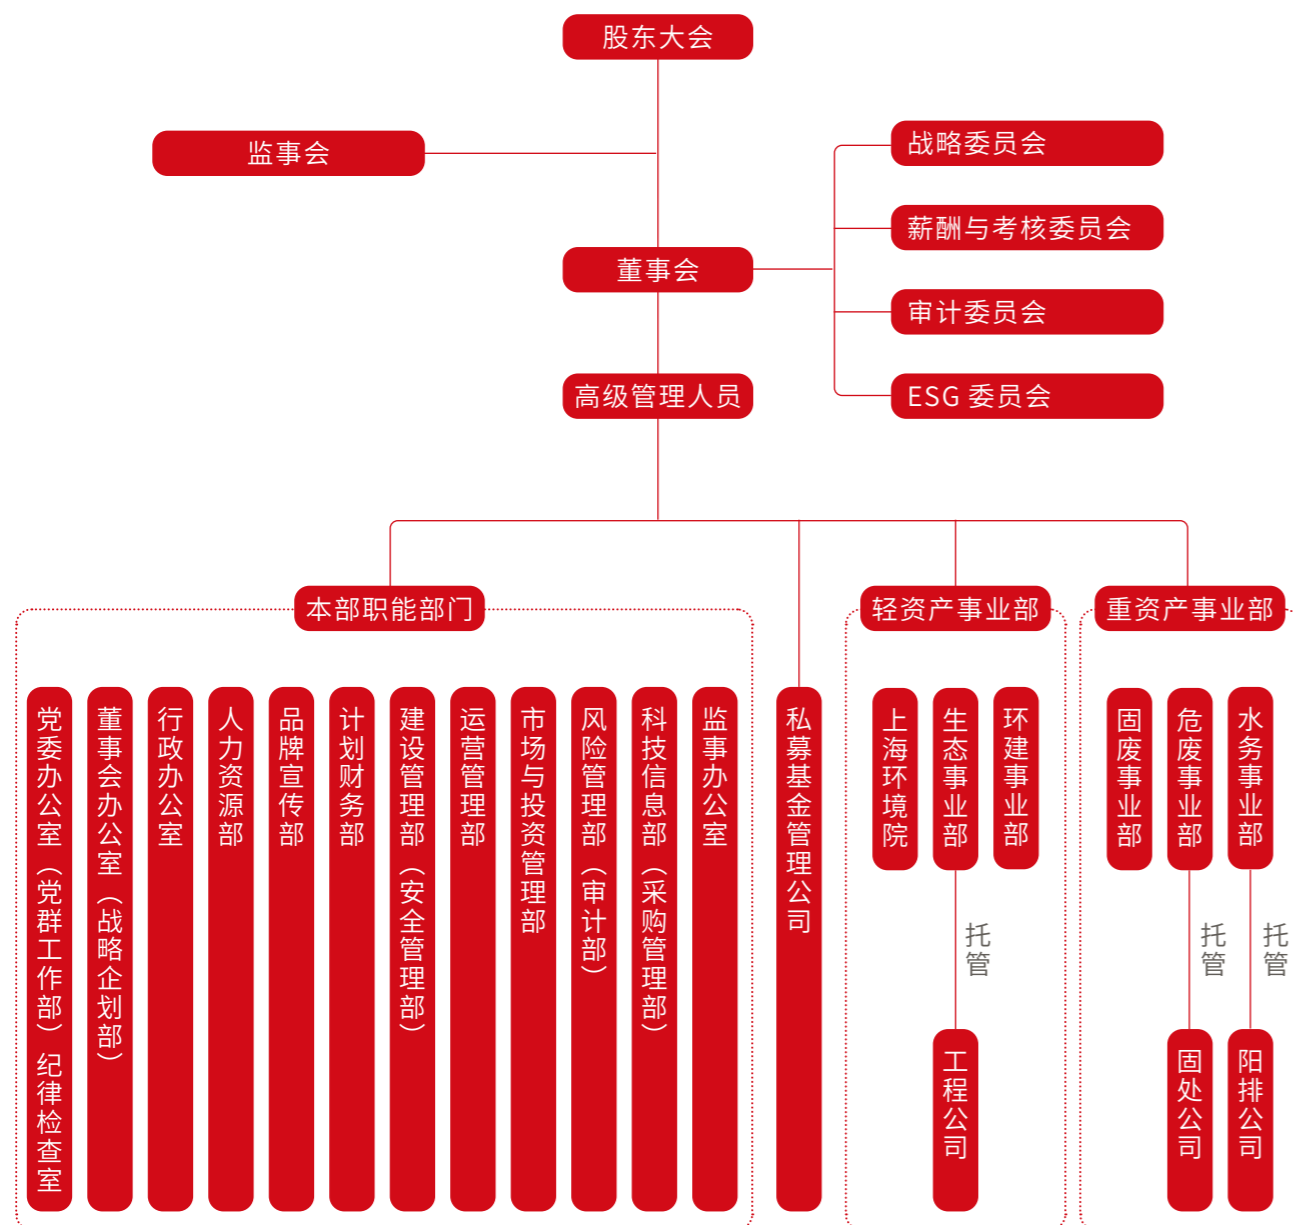 股东大会
监事会
战略委员会
薪酬与考核委员会
董事会
审计委员会
高级管理人员
ESG 委员会
本部职能部门
轻资产事业部
重资产事业部
党委办公室（党群工作部）纪律检查室
董事会办公室（战略企划部）
行政办公室
人力资源部
品牌宣传部
计划财务部
建设管理部（安全管理部）
运营管理部
市场与投资管理部
风险管理部（审计部）
科技信息部（采购管理部）
监事办公室
私募基金管理公司
上海环境院
生态事业部
环建事业部
固废事业部
危废事业部
水务事业部
托管
托管
托管
工程公司
固处公司
阳排公司